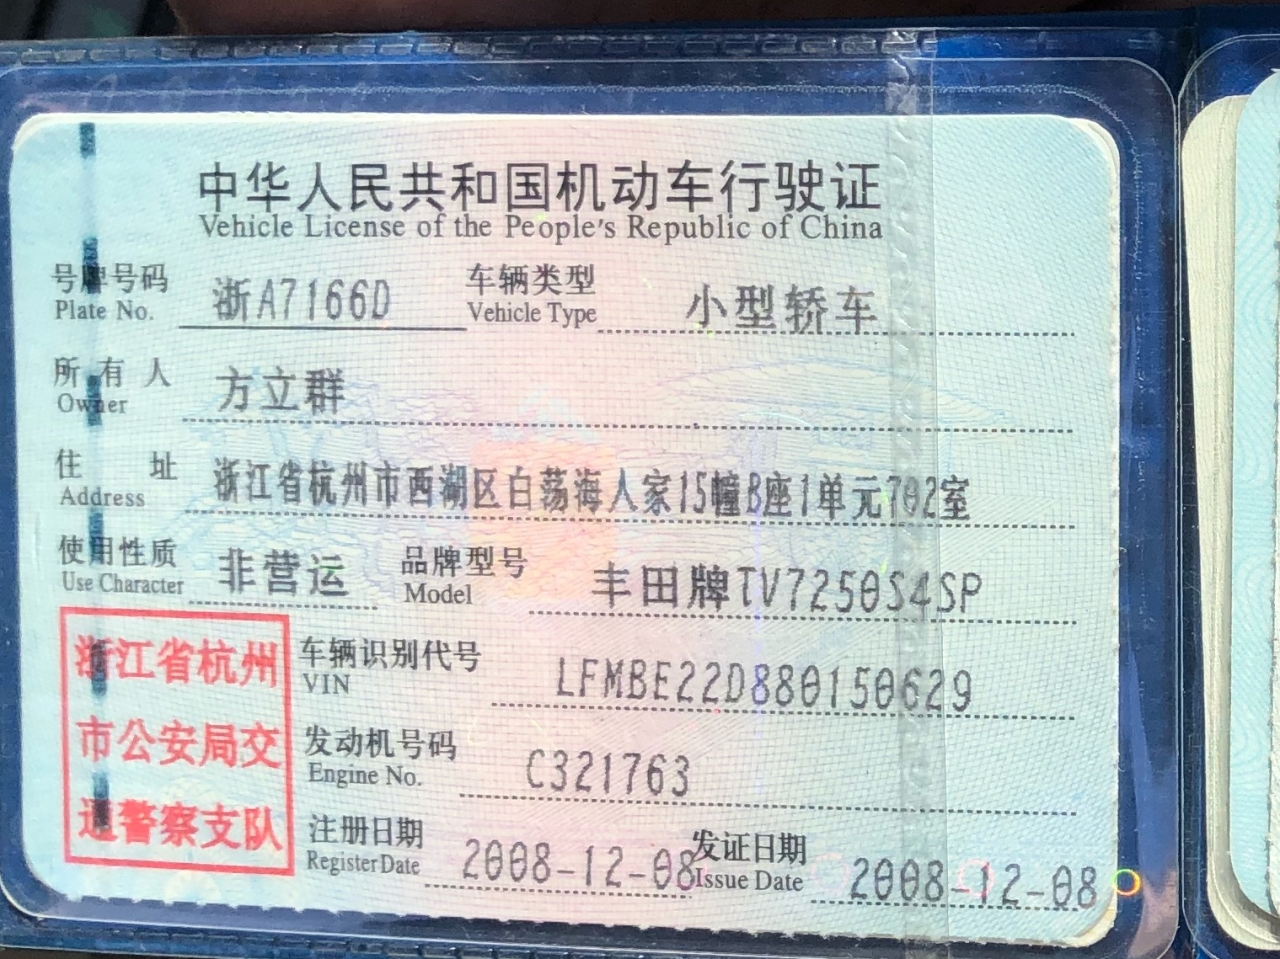 中华人民共和国机动车行驶证
Vehicle License of the People's Republic of China
号牌号码 浙A7166D 车辆类型 小型轿车
Plate No. Vehicle Type
所有人 方立群
Owner
住址 浙江省杭州市西湖区白荡海人家15幢B座1单元702室
Address
使用性质 非营运 品牌型号 丰田牌TV7250S4SP
Use Character Model
浙江省杭州
市公安局交
通警察支队
车辆识别代号 LFMBE22D880150629
VIN
发动机号码 C321763
Engine No.
注册日期 2008-12-08 发证日期 2008-12-08
Register Date Issue Date